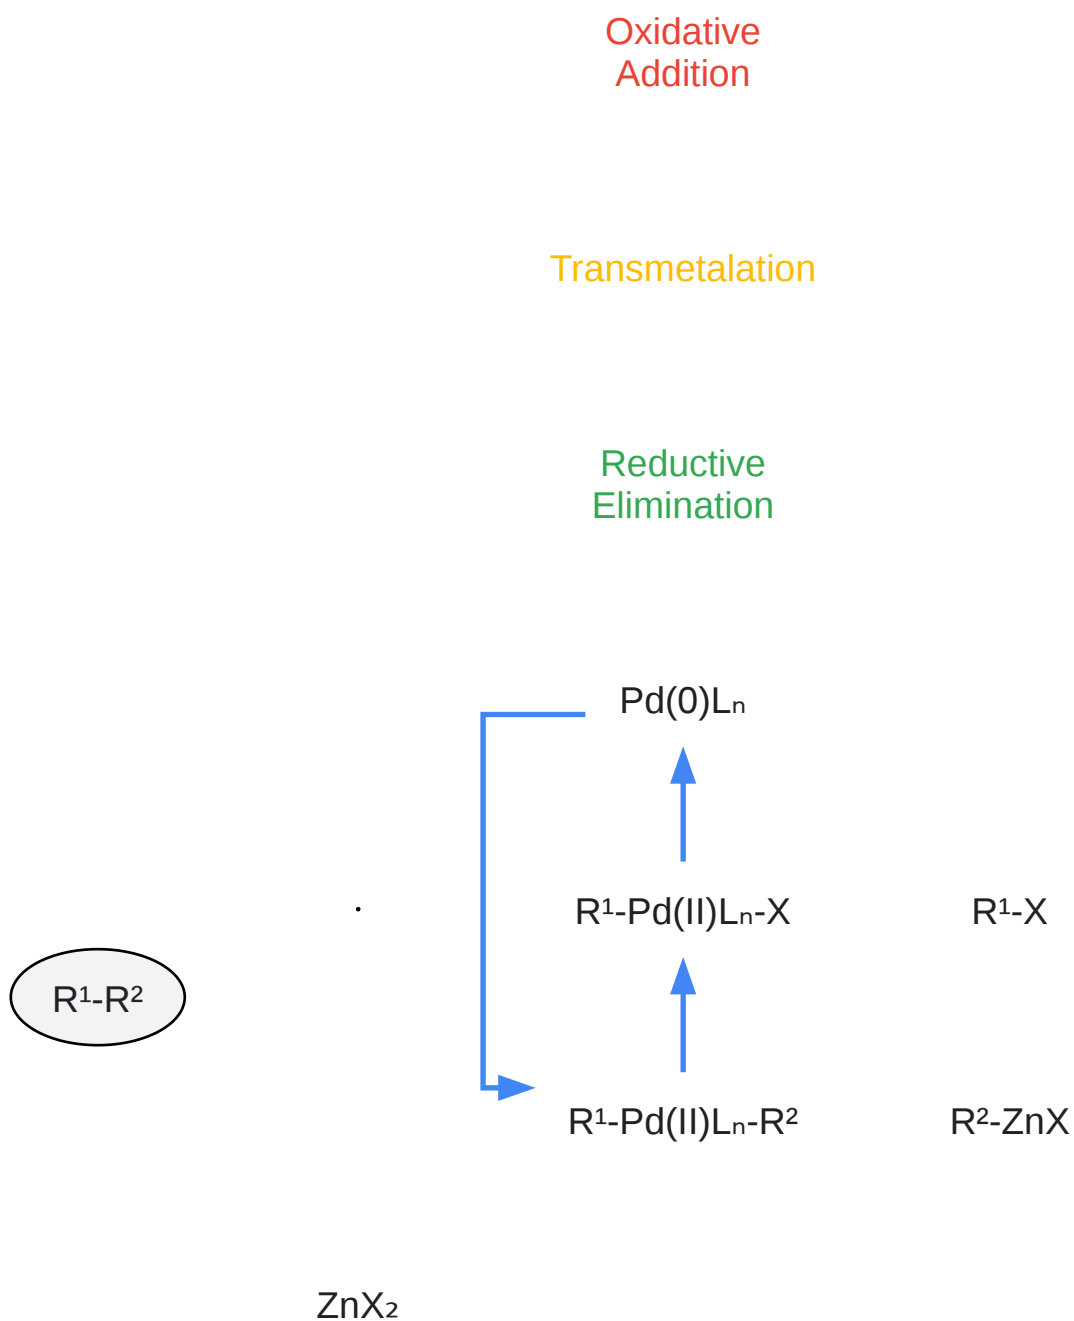 Oxidative
Addition
Transmetalation
Reductive
Elimination
Pd(0)Lₙ
R¹-Pd(II)Lₙ-X
R¹-X
R¹-R²
R¹-Pd(II)Lₙ-R²
R²-ZnX
ZnX₂